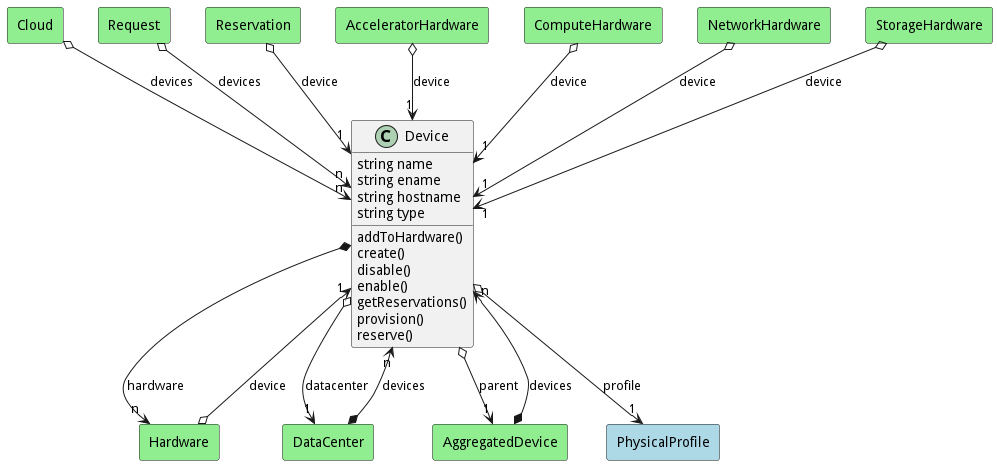 Cloud
Request
Reservation
AcceleratorHardware
ComputeHardware
NetworkHardware
StorageHardware
devices
devices
device
device
device
device
device
1
1
1
n
n
1
1
C Device
string name
string ename
string hostname
string type
addToHardware()
create()
disable()
enable()
getReservations()
provision()
reserve()
1
n
n
hardware
device
datacenter
devices
parent
devices
profile
n
1
1
1
Hardware
DataCenter
AggregatedDevice
PhysicalProfile